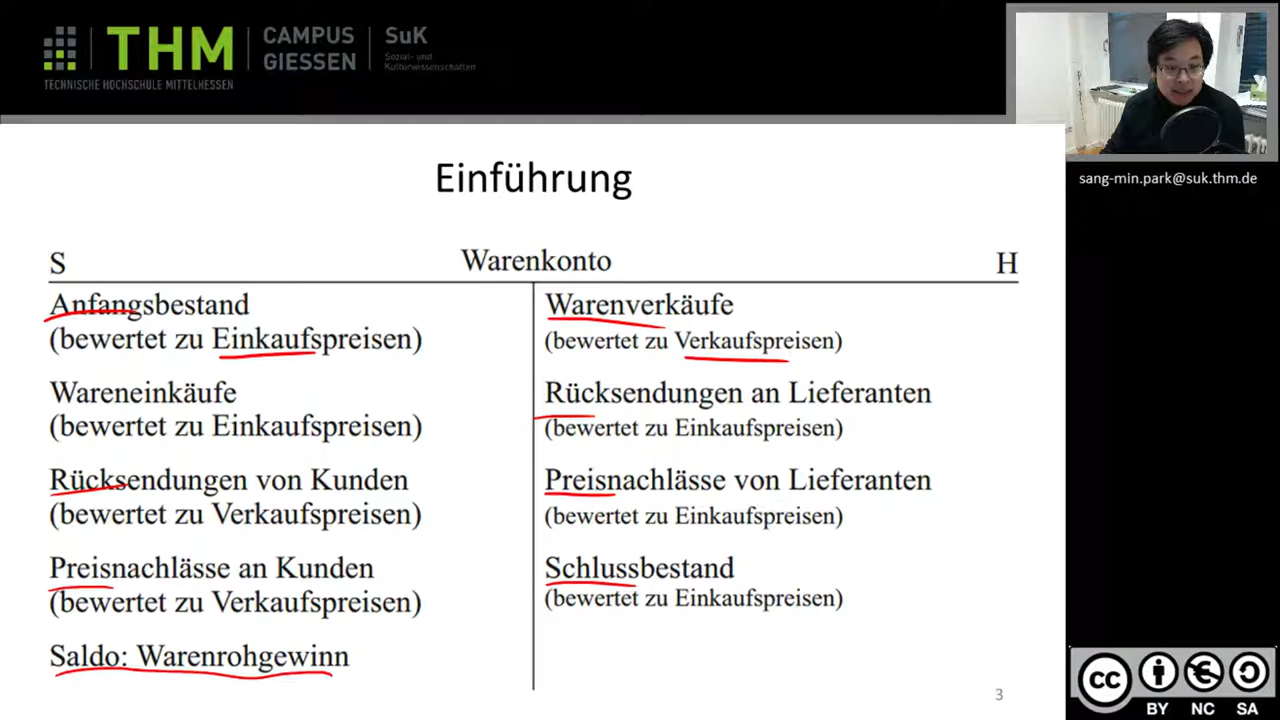 THM
TECHNISCHE HOCHSCHULE MITTELHESSEN
CAMPUS
GIESSEN
SuK
Sozial- und
Kulturwissenschaften
sang-min.park@suk.thm.de
Einführung
S Warenkonto H
Anfangsbestand
(bewertet zu Einkaufspreisen)
Wareneinkäufe
(bewertet zu Einkaufspreisen)
Rücksendungen von Kunden
(bewertet zu Verkaufspreisen)
Preisnachlässe an Kunden
(bewertet zu Verkaufspreisen)
Saldo: Warenrohgewinn
Warenverkäufe
(bewertet zu Verkaufspreisen)
Rücksendungen an Lieferanten
(bewertet zu Einkaufspreisen)
Preisnachlässe von Lieferanten
(bewertet zu Einkaufspreisen)
Schlussbestand
(bewertet zu Einkaufspreisen)
3
cc
BY NC SA